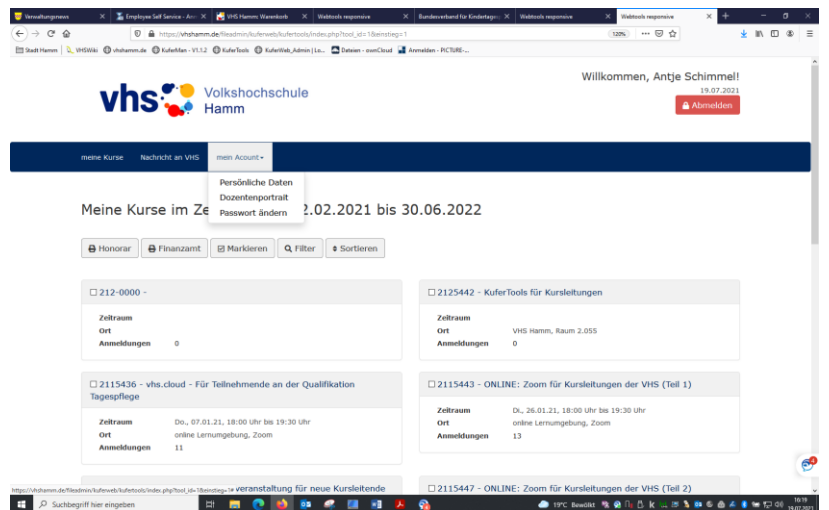 Verwaltungsnews
Employee Self Service - Ann
VHS Hamm: Warenkorb
Webtools responsive
Bundesverband für Kindertages
Webtools responsive
Webtools responsive
https://vhshamm.de/fileadmin/kuferweb/kufertools/index.php?tool_id=1&einstieg=1
120%
Stadt Hamm
VHSWiki
vhshamm.de
KuferMan - V1.1.2
KuferTools
KuferWeb_Admin | Lo...
Dateien - ownCloud
Anmelden - PICTURE-...
Willkommen, Antje Schimmel!
19.07.2021
Abmelden
vhs
Volkshochschule
Hamm
meine Kurse
Nachricht an VHS
mein Acount
Persönliche Daten
Dozentenportrait
Passwort ändern
Meine Kurse im Ze 2.02.2021 bis 30.06.2022
Honorar
Finanzamt
Markieren
Filter
Sortieren
212-0000 -
Zeitraum
Ort
Anmeldungen 0
2125442 - KuferTools für Kursleitungen
Zeitraum
Ort VHS Hamm, Raum 2.055
Anmeldungen 0
2115436 - vhs.cloud - Für Teilnehmende an der Qualifikation
Tagespflege
Zeitraum Do., 07.01.21, 18:00 Uhr bis 19:30 Uhr
Ort online Lernumgebung, Zoom
Anmeldungen 11
2115443 - ONLINE: Zoom für Kursleitungen der VHS (Teil 1)
Zeitraum Di., 26.01.21, 18:00 Uhr bis 19:30 Uhr
Ort online Lernumgebung, Zoom
Anmeldungen 13
4
https://vhshamm.de/fileadmin/kuferweb/kufertools/index.php?tool_id=1&einstieg=1#
veranstaltung für neue Kursleitende
2115447 - ONLINE: Zoom für Kursleitungen der VHS (Teil 2)
Suchbegriff hier eingeben
19°C Bewölkt
16:19
19.07.2021